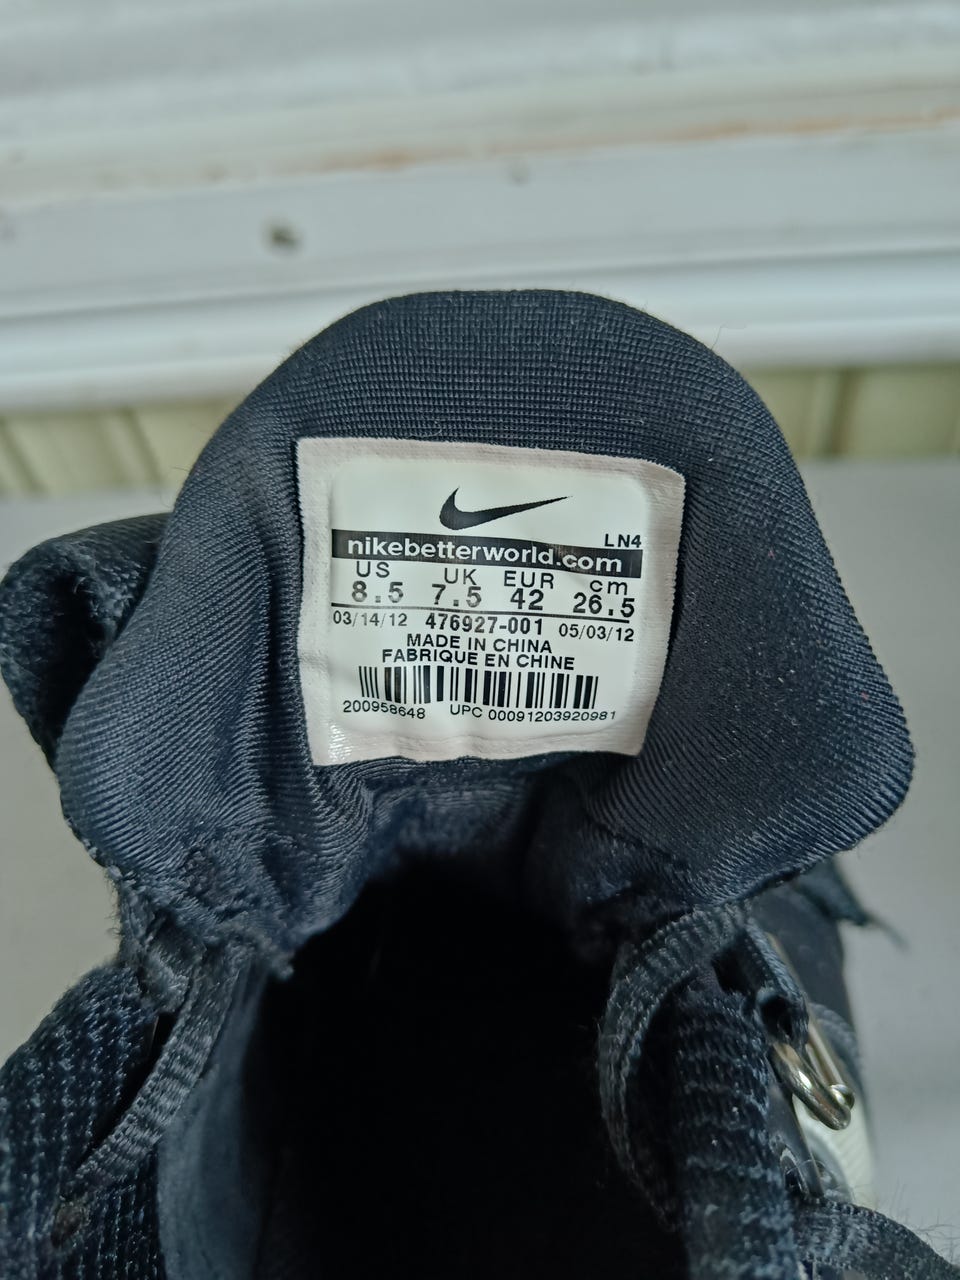 LN4
nikebetterworld.com
US UK EUR cm
8.5 7.5 42 26.5
03/14/12 476927-001 05/03/12
MADE IN CHINA
FABRIQUE EN CHINE
200958648 UPC 00091203920981